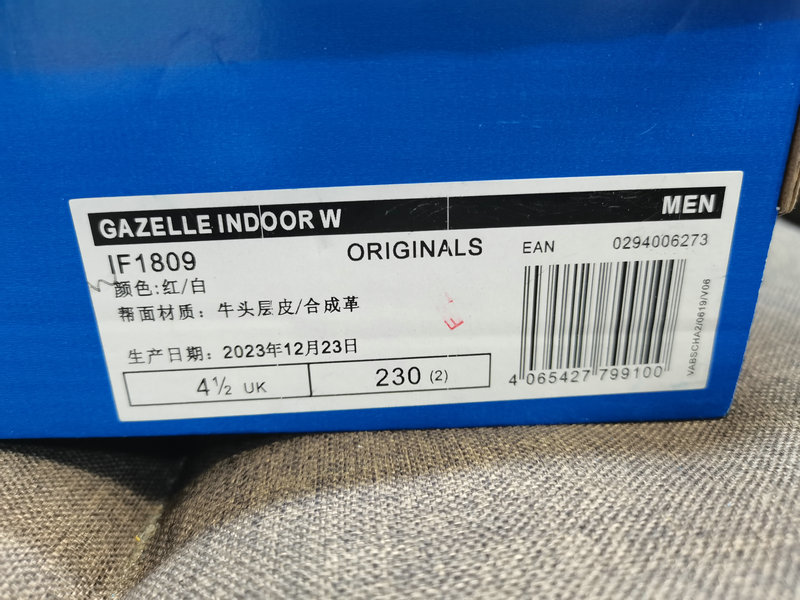 GAZELLE INDOOR W
MEN
IF1809
ORIGINALS
EAN
0294006273
颜色:红/白
帮面材质：牛头层皮/合成革
生产日期：2023年12月23日
4½ UK
230 (2)
4 065427 799100
VABSCHA2/0619/V06